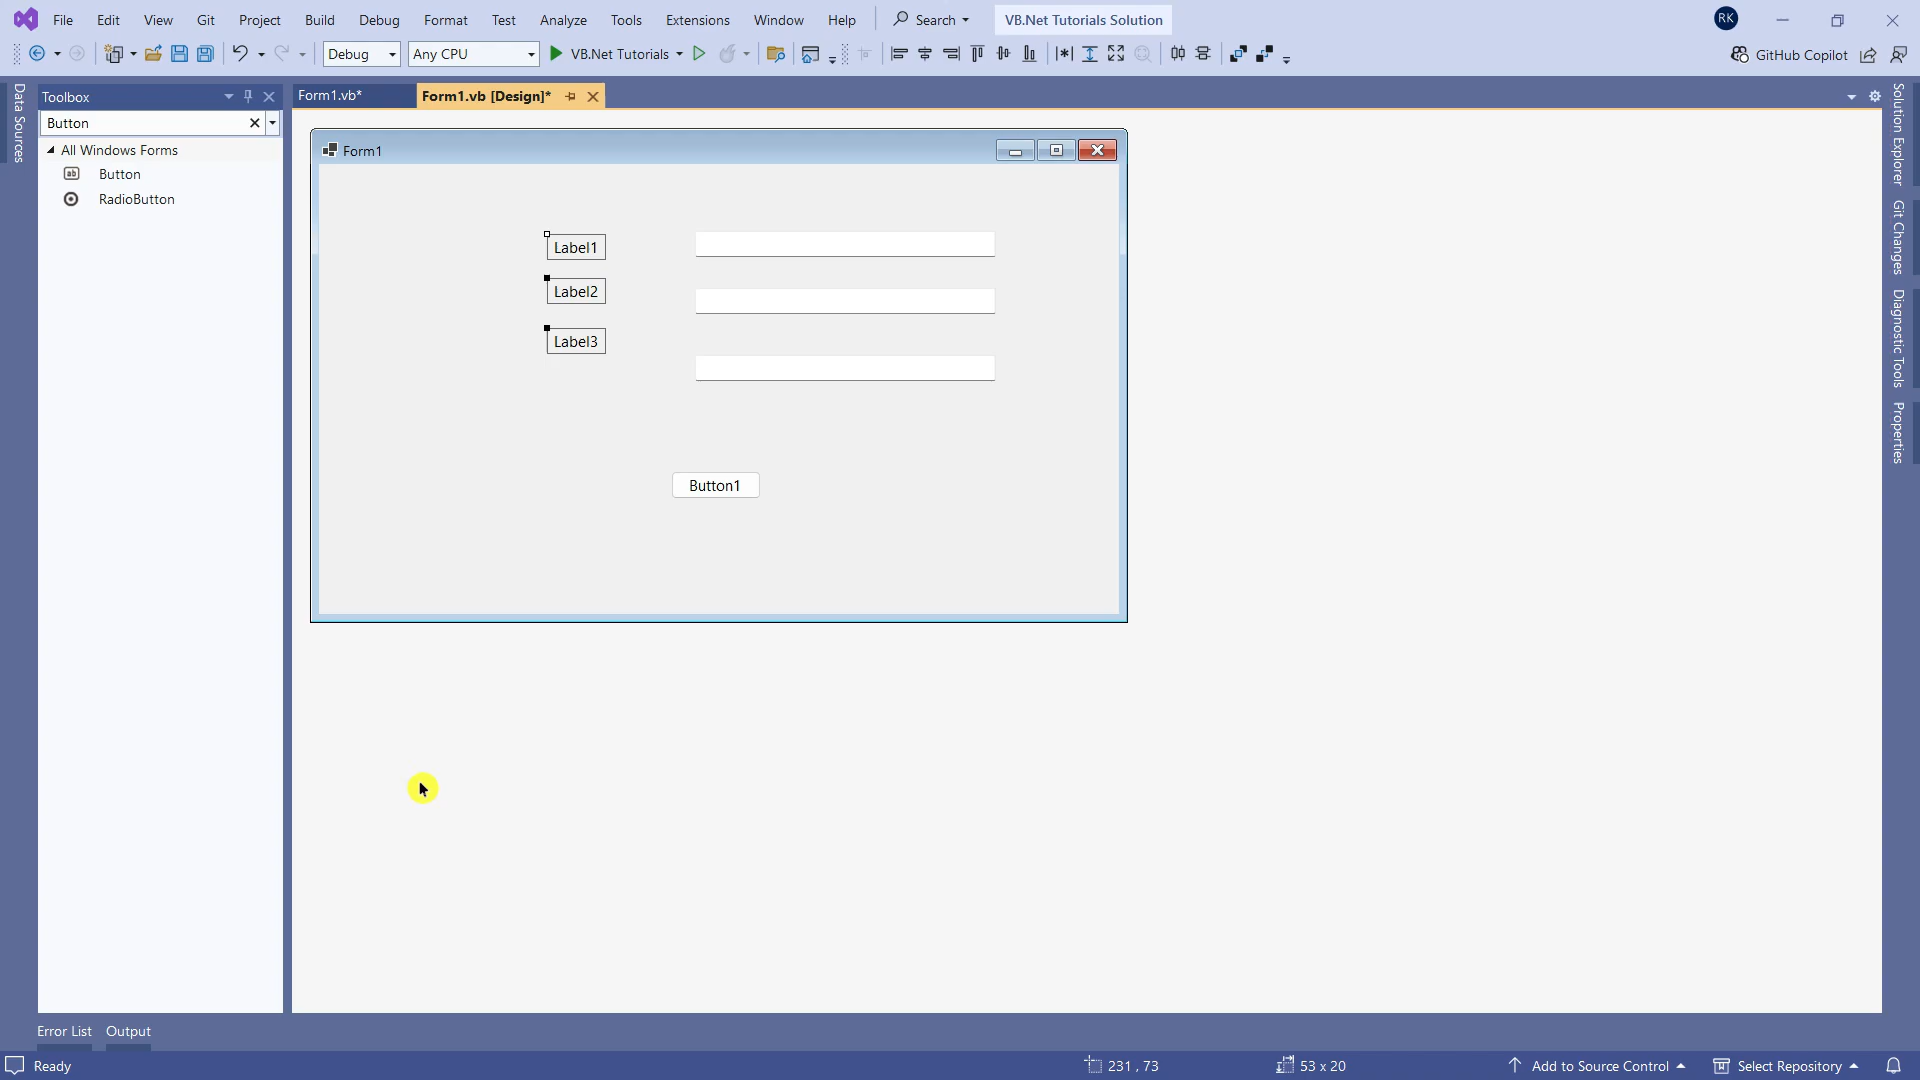 File Edit View Git Project Build Debug Format Test Analyze Tools Extensions Window Help Search VB.Net Tutorials Solution RK
Debug Any CPU VB.Net Tutorials GitHub Copilot
Data Sources
Toolbox
Button
All Windows Forms
Button
RadioButton
Form1.vb* Form1.vb [Design]*
Form1
Label1
Label2
Label3
Button1
Solution Explorer
Git Changes
Diagnostic Tools
Properties
Error List Output
Ready 231 , 73 53 x 20 Add to Source Control Select Repository